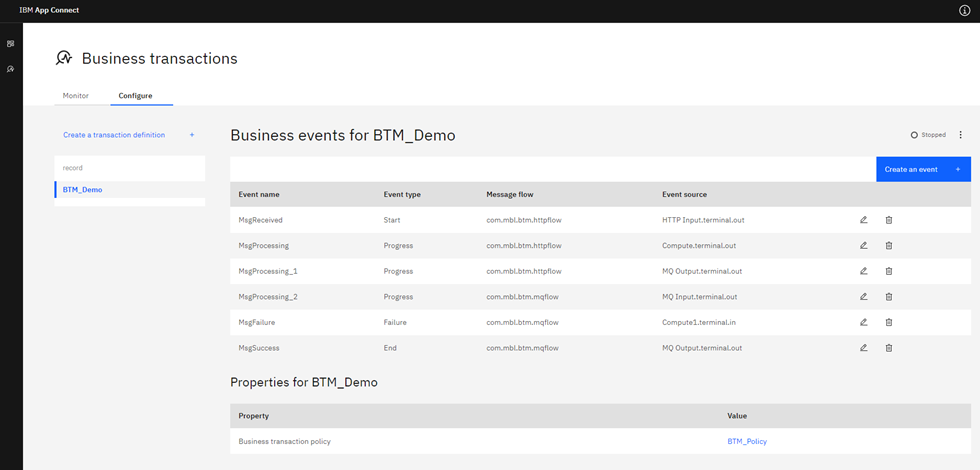 IBM App Connect
Business transactions
Monitor Configure
Create a transaction definition +
record
BTM_Demo
Business events for BTM_Demo
Stopped
Create an event +
Event name Event type Message flow Event source
MsgReceived Start com.mbl.btm.httpflow HTTP Input.terminal.out
MsgProcessing Progress com.mbl.btm.httpflow Compute.terminal.out
MsgProcessing_1 Progress com.mbl.btm.httpflow MQ Output.terminal.out
MsgProcessing_2 Progress com.mbl.btm.mqflow MQ Input.terminal.out
MsgFailure Failure com.mbl.btm.mqflow Compute1.terminal.in
MsgSuccess End com.mbl.btm.mqflow MQ Output.terminal.out
Properties for BTM_Demo
Property Value
Business transaction policy BTM_Policy